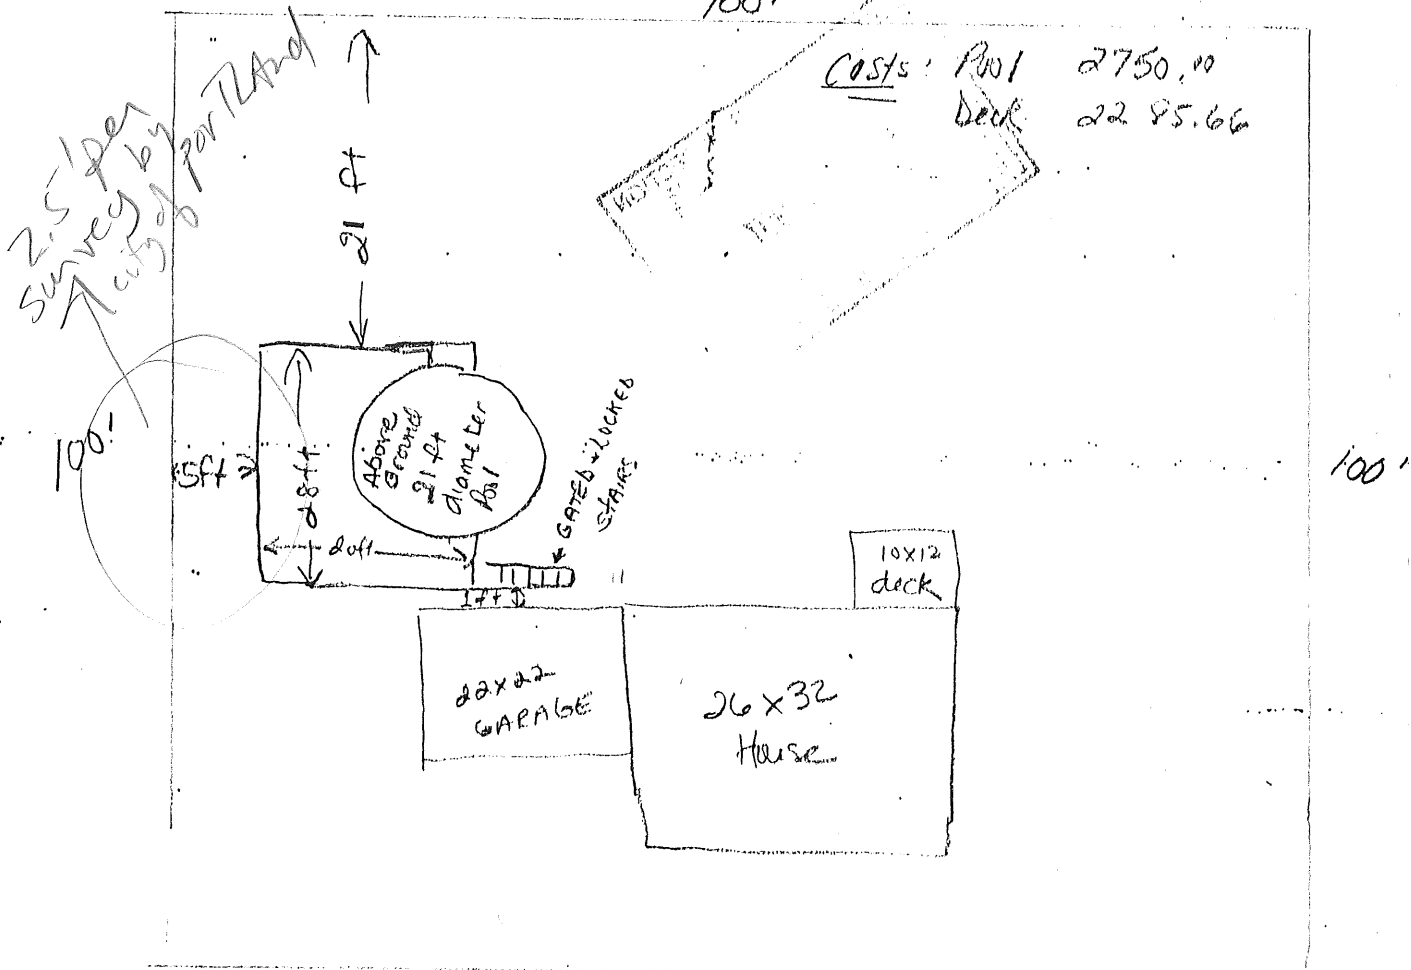 100'
Costs: Pool 2750.00
Deck 2285.66
2.5' per
survey by
city of porTLAnd
21 ft
100'
5ft
28ft
20ft
Above
Ground
21 ft
diameter
Pool
GATED & LOCKED
STAIRS
1ft
100'
10X12
deck
22X22
GARAGE
26X32
House